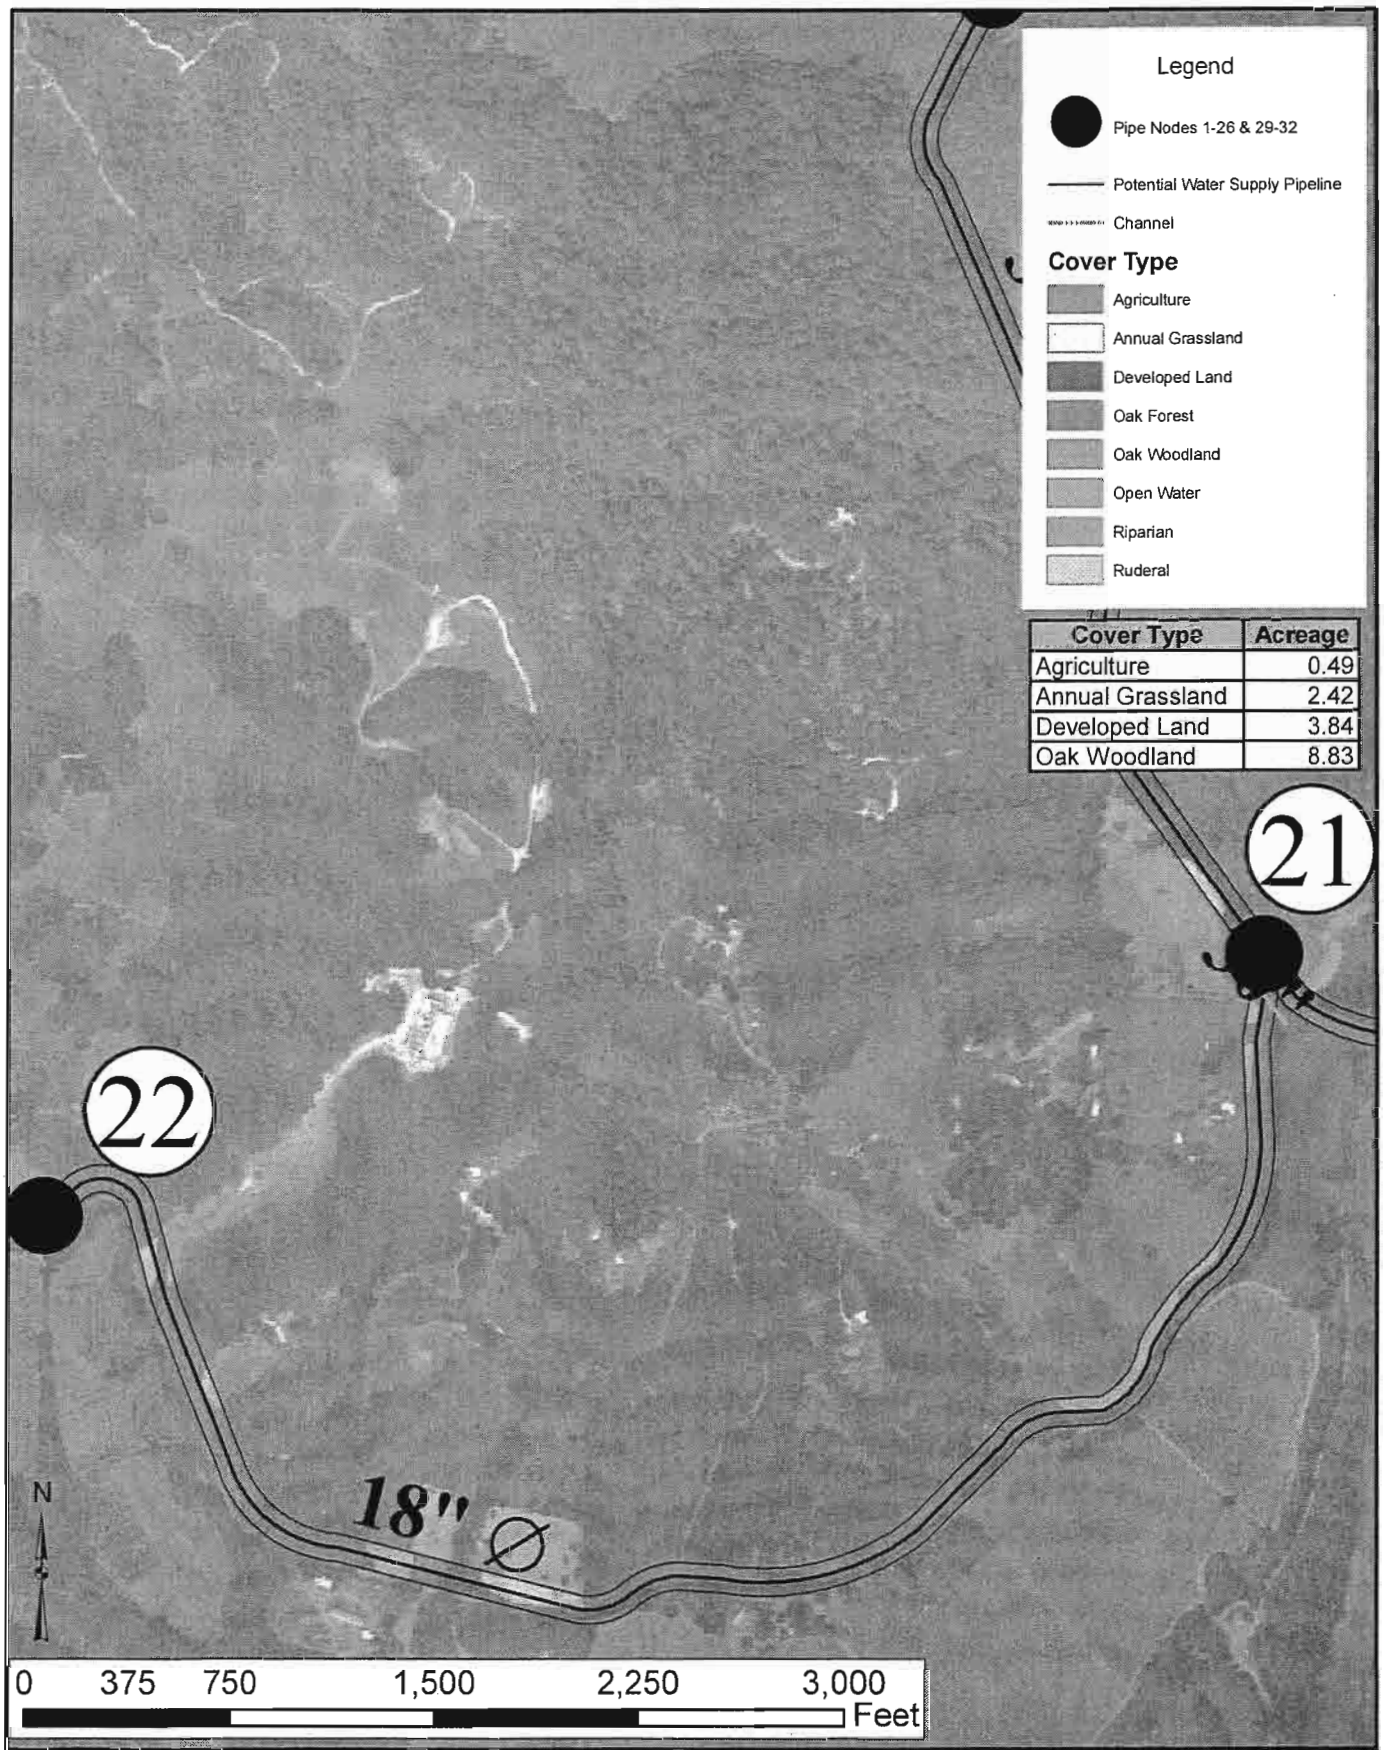 Legend
Pipe Nodes 1-26 & 29-32
Potential Water Supply Pipeline
Channel
Cover Type
Agriculture
Annual Grassland
Developed Land
Oak Forest
Oak Woodland
Open Water
Riparian
Ruderal
Cover Type Acreage
Agriculture 0.49
Annual Grassland 2.42
Developed Land 3.84
Oak Woodland 8.83
21
22
18" ∅
N
0 375 750 1,500 2,250 3,000
Feet